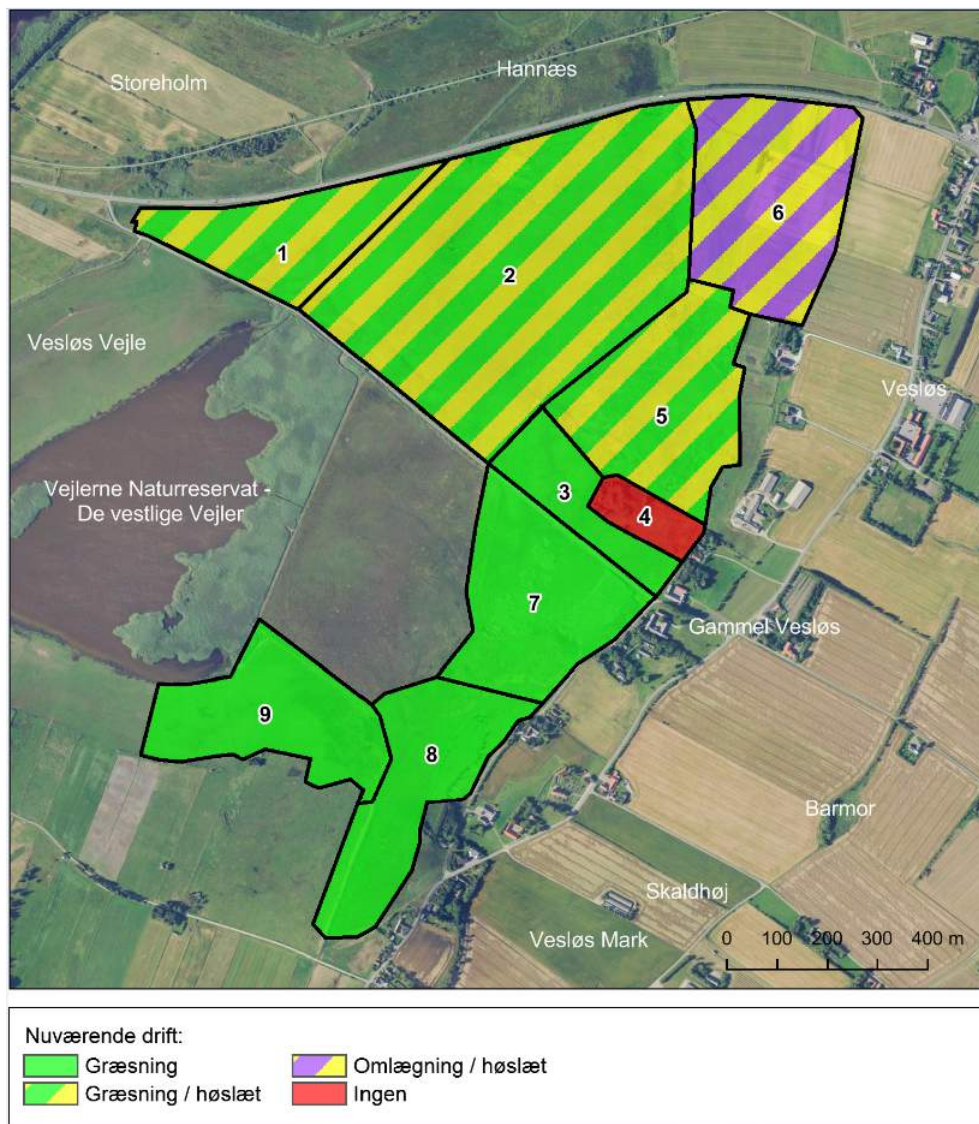 Storeholm
Hannæs
6
1
2
Vesløs Vejle
Vesløs
5
Vejlerne Naturreservat -
De vestlige Vejler
3
4
7
Gammel Vesløs
9
8
Barmor
Skaldhøj
Vesløs Mark
0 100 200 300 400 m
Nuværende drift:
Græsning
Omlægning / høslæt
Græsning / høslæt
Ingen